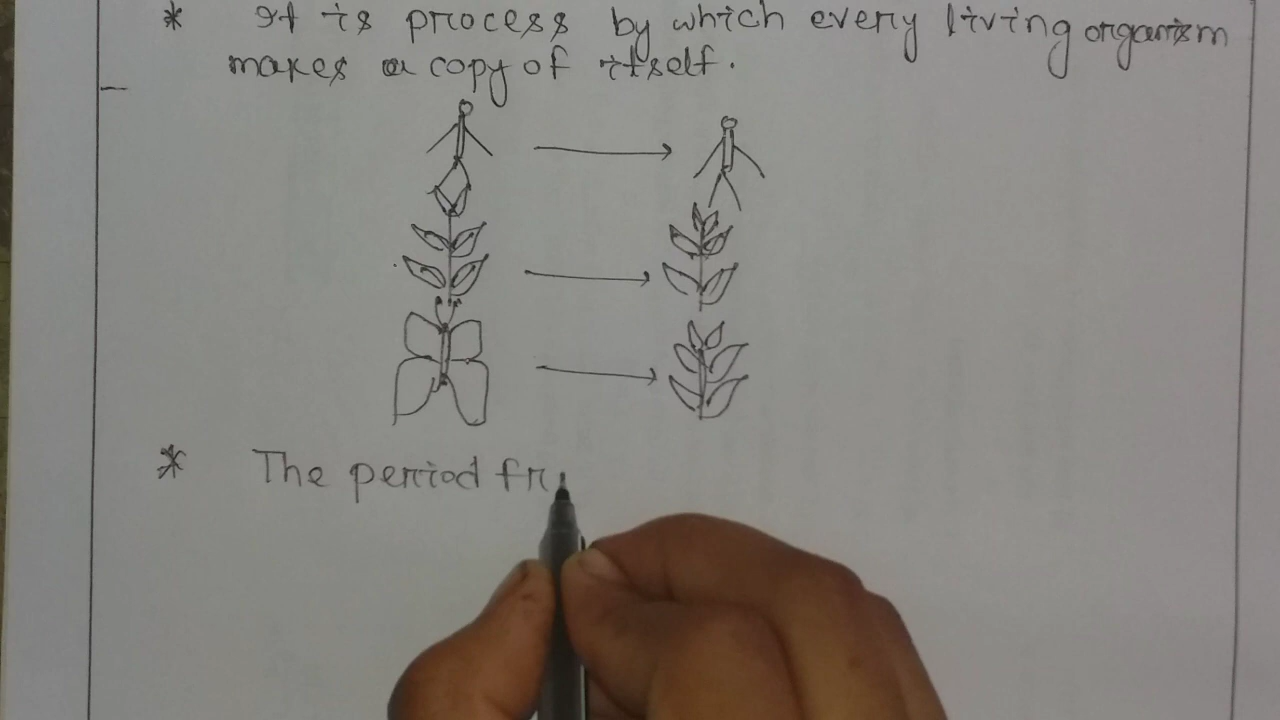 * It is process by which every living organism
makes a copy of itself.
* The period fr